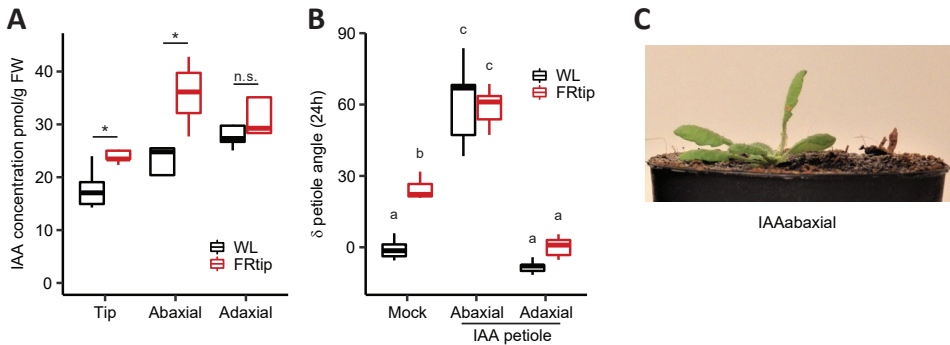 A
IAA concentration pmol/g FW
40
30
20
10
0
*
*
n.s.
WL
FRtip
Tip
Abaxial
Adaxial
B
δ petiole angle (24h)
90
60
30
0
a
b
c
c
a
a
WL
FRtip
Mock
Abaxial
Adaxial
IAA petiole
C
IAAabaxial